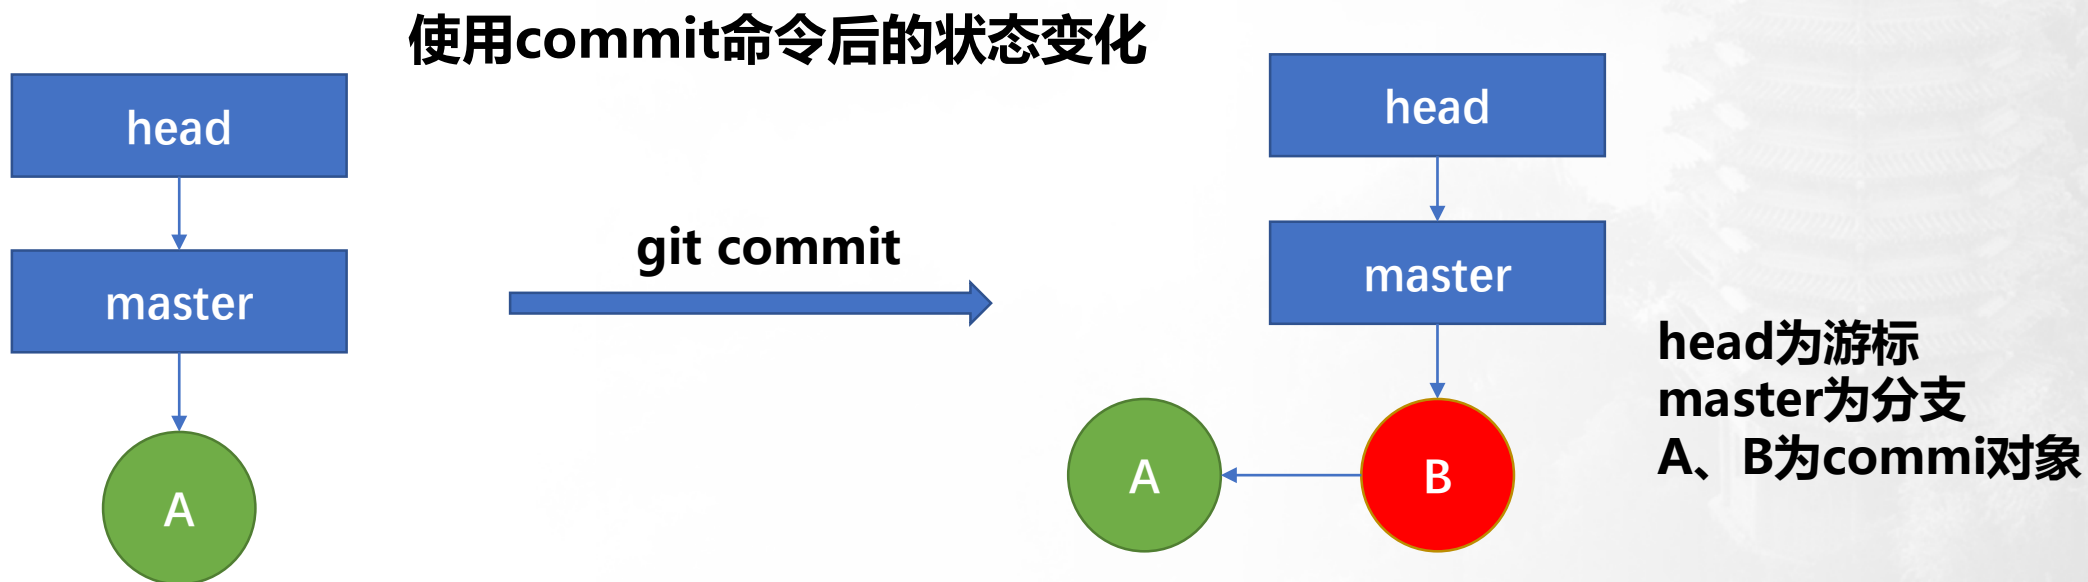 使用commit命令后的状态变化
head
master
A
git commit
head
master
A
B
head为游标
master为分支
A、B为commi对象